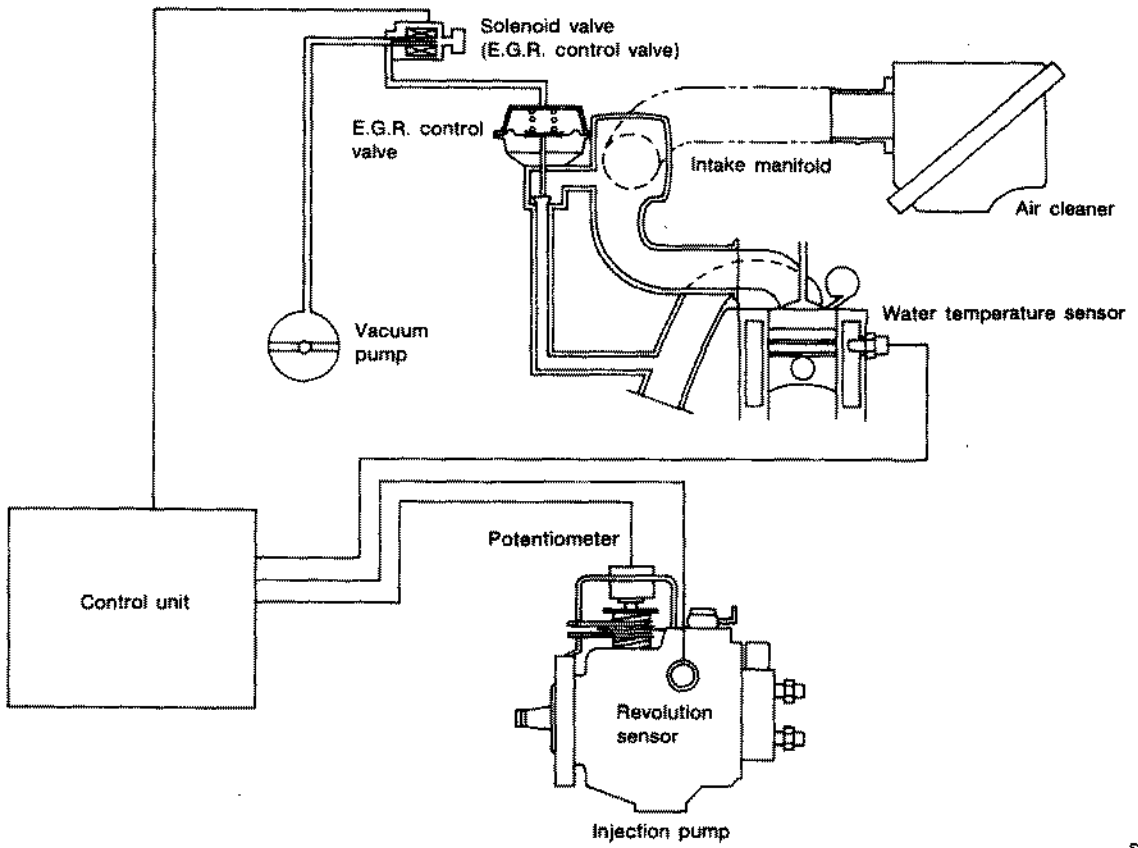 Solenoid valve
(E.G.R. control valve)
E.G.R. control
valve
Intake manifold
Air cleaner
Vacuum
pump
Water temperature sensor
Potentiometer
Control unit
Revolution
sensor
Injection pump